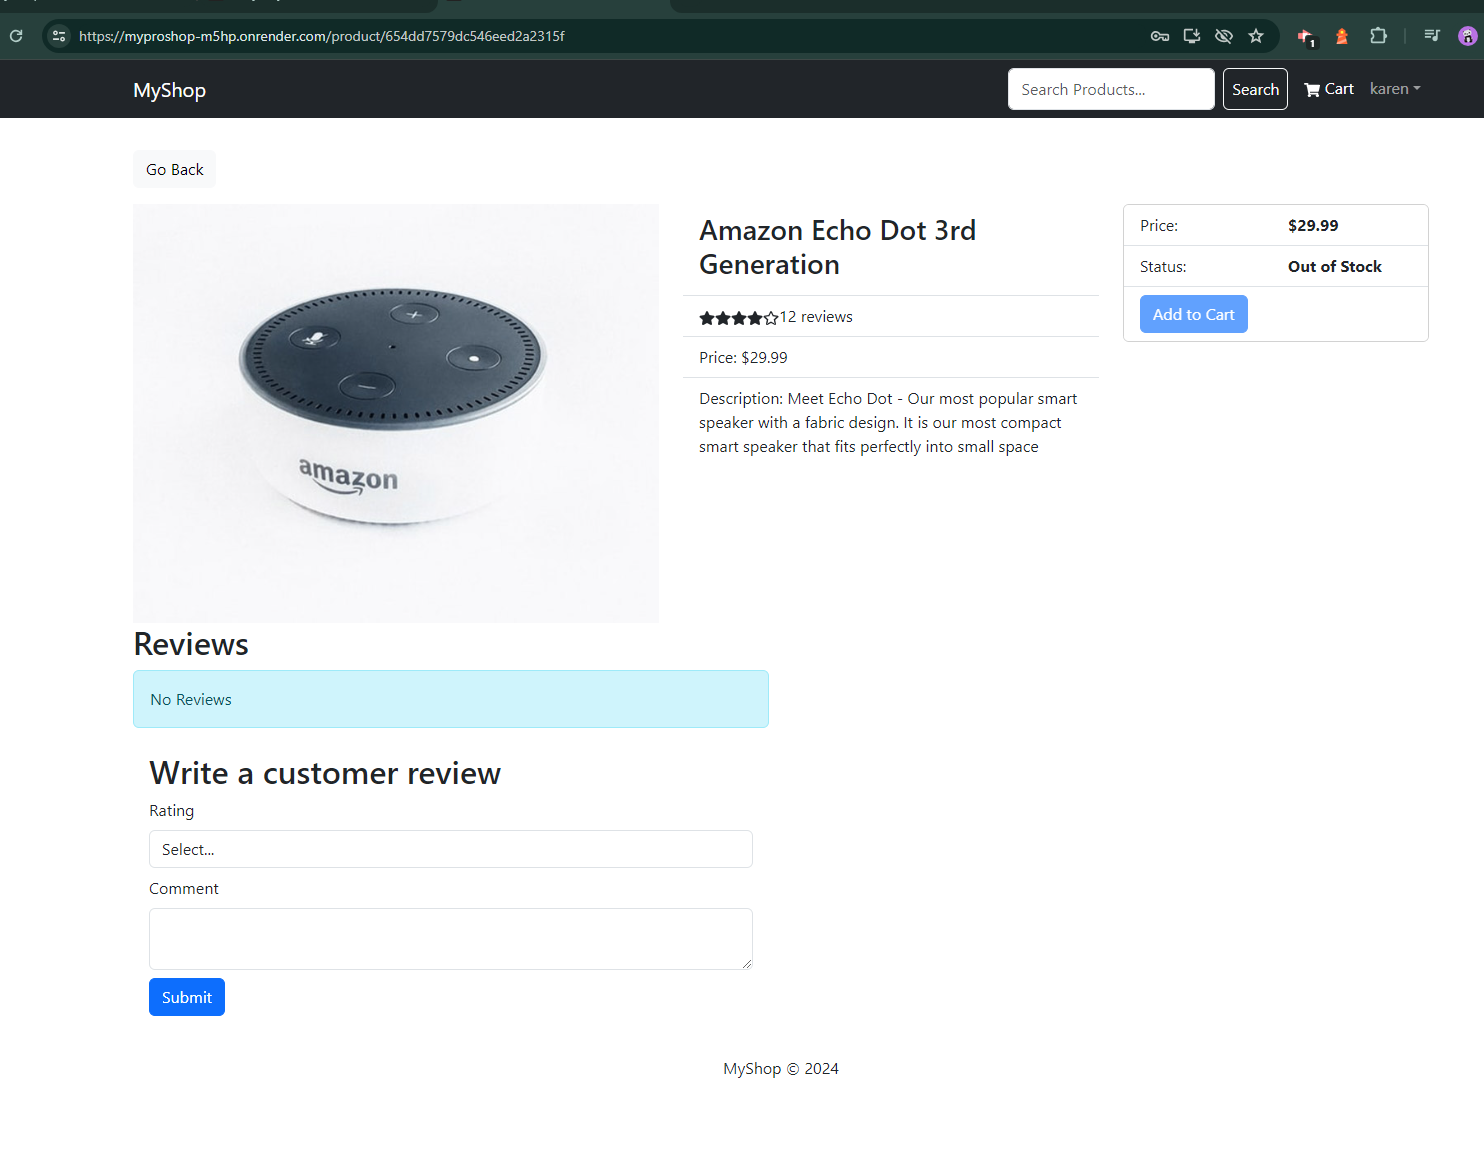 https://myproshop-m5hp.onrender.com/product/654dd7579dc546eed2a2315f
1
MyShop
Search Products...
Search
Cart
karen
Go Back
amazon
Amazon Echo Dot 3rd
Generation
12 reviews
Price: $29.99
Description: Meet Echo Dot - Our most popular smart
speaker with a fabric design. It is our most compact
smart speaker that fits perfectly into small space
Price: $29.99
Status: Out of Stock
Add to Cart
Reviews
No Reviews
Write a customer review
Rating
Select...
Comment
Submit
MyShop © 2024